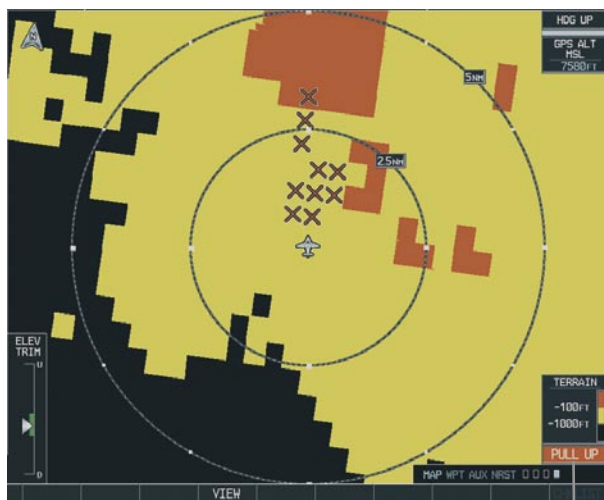 HDG UP
GPS ALT
MSL
7580FT
N
5NM
2.5NM
ELEV
TRIM
U
D
TERRAIN
-100FT
-1000FT
PULL UP
MAP WPT AUX NRST
VIEW